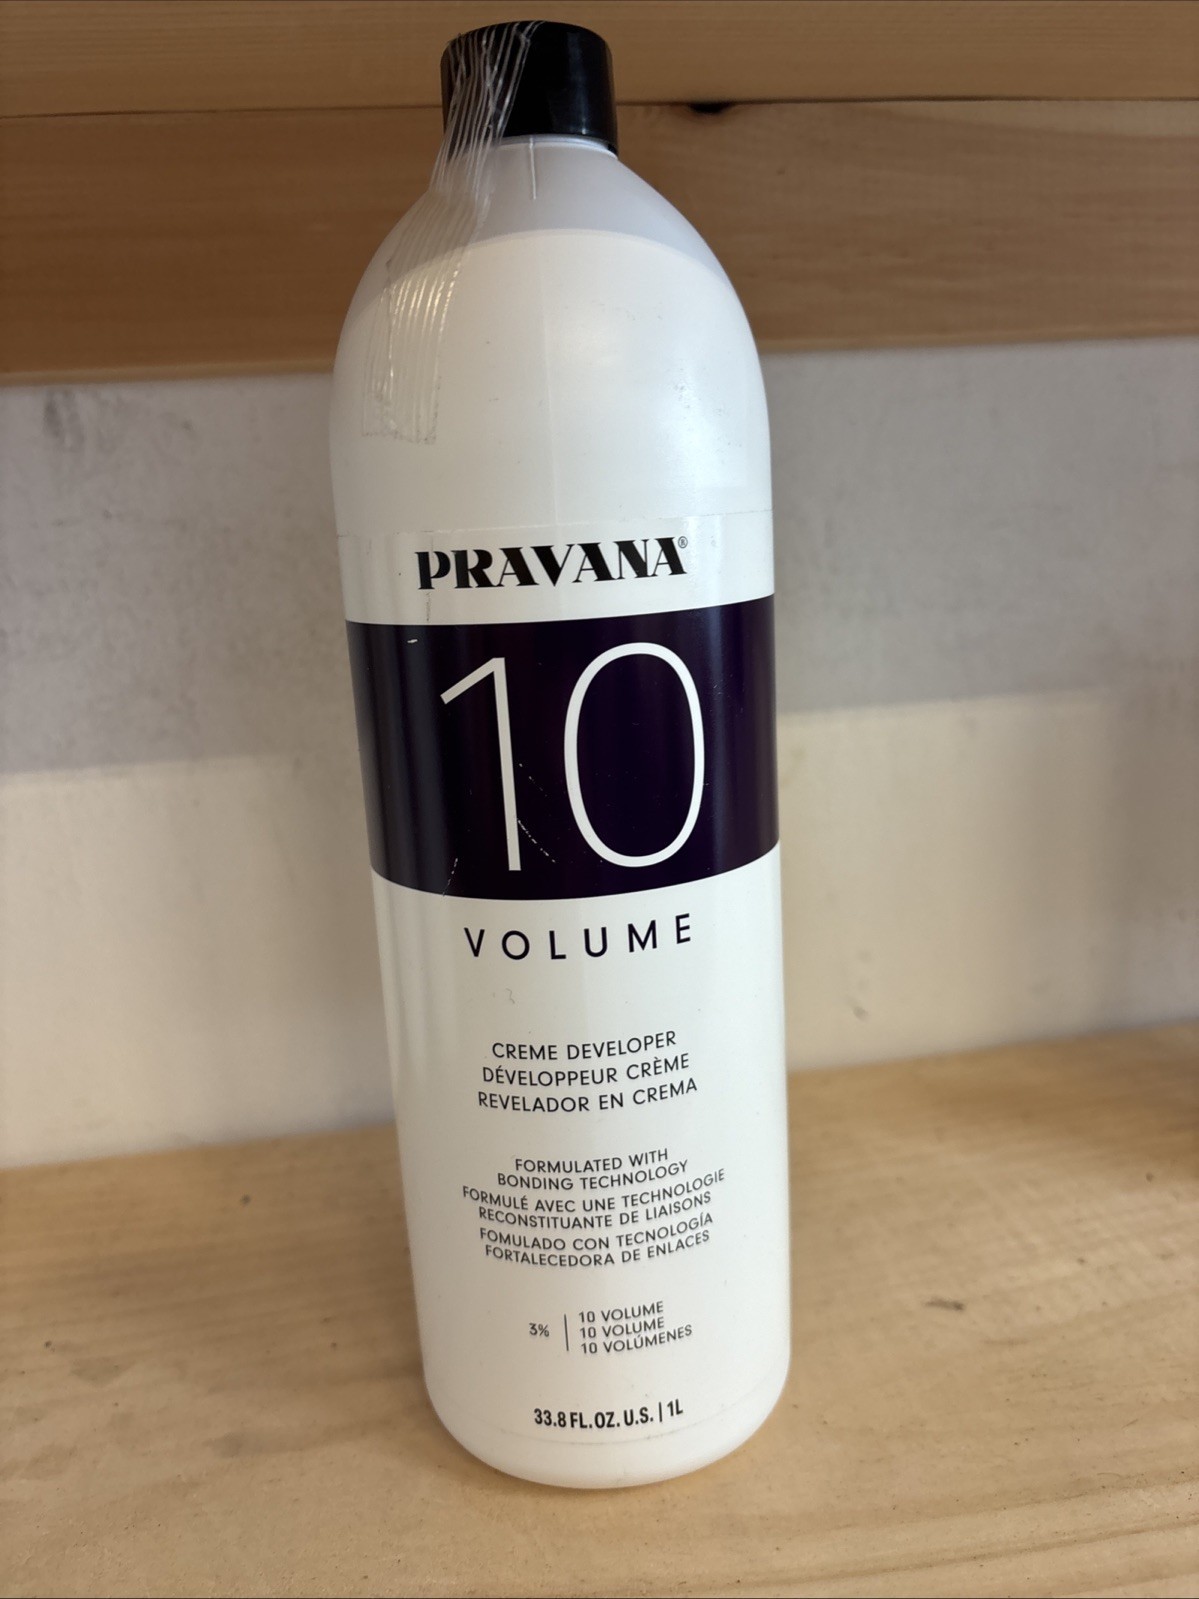 PRAVANA®
10
VOLUME
CREME DEVELOPER
DÉVELOPPEUR CRÈME
REVELADOR EN CREMA
FORMULATED WITH
BONDING TECHNOLOGY
FORMULÉ AVEC UNE TECHNOLOGIE
RECONSTITUANTE DE LIAISONS
FOMULADO CON TECNOLOGÍA
FORTALECEDORA DE ENLACES
3% | 10 VOLUME
10 VOLUME
10 VOLÚMENES
33.8 FL. OZ. U.S. | 1L